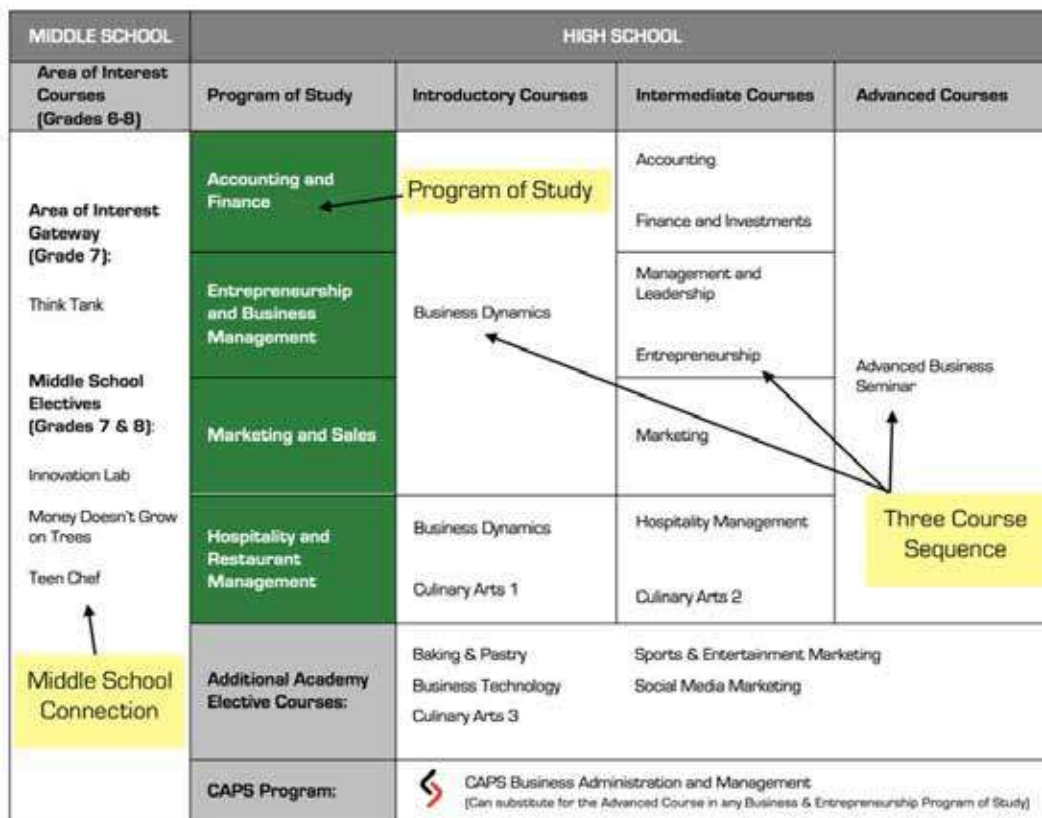 MIDDLE SCHOOL
HIGH SCHOOL
Area of Interest
Courses
(Grades 6-8)
Program of Study
Introductory Courses
Intermediate Courses
Advanced Courses
Area of Interest
Gateway
(Grade 7):
Think Tank
Middle School
Electives
(Grades 7 & 8):
Innovation Lab
Money Doesn't Grow
on Trees
Teen Chef
Middle School
Connection
Accounting and
Finance
Program of Study
Accounting
Finance and Investments
Entrepreneurship
and Business
Management
Business Dynamics
Management and
Leadership
Entrepreneurship
Advanced Business
Seminar
Marketing and Sales
Marketing
Three Course
Sequence
Hospitality and
Restaurant
Management
Business Dynamics
Culinary Arts 1
Hospitality Management
Culinary Arts 2
Additional Academy
Elective Courses:
Baking & Pastry
Business Technology
Culinary Arts 3
Sports & Entertainment Marketing
Social Media Marketing
CAPS Program:
CAPS Business Administration and Management
(Can substitute for the Advanced Course in any Business & Entrepreneurship Program of Study)